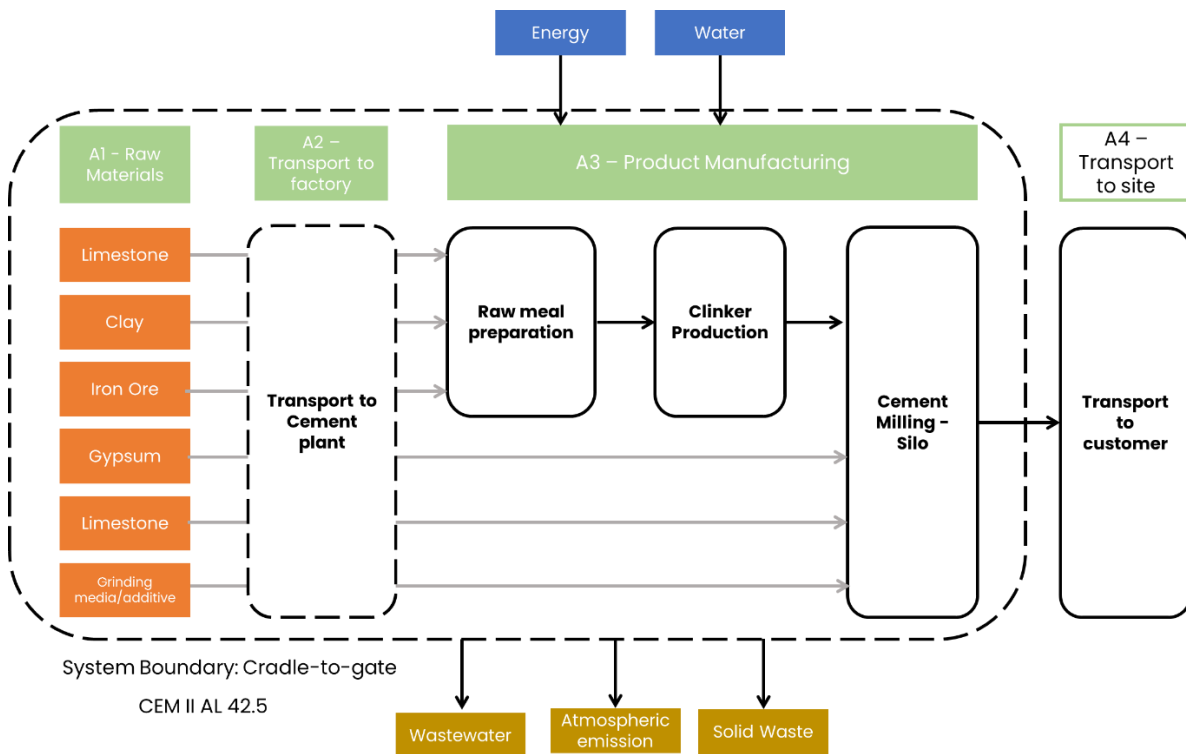 Energy
Water
A1 - Raw
Materials
A2 –
Transport to
factory
A3 – Product Manufacturing
A4 –
Transport
to site
Limestone
Clay
Iron Ore
Gypsum
Limestone
Grinding
media/additive
Transport to
Cement
plant
Raw meal
preparation
Clinker
Production
Cement
Milling -
Silo
Transport
to
customer
System Boundary: Cradle-to-gate
CEM II AL 42.5
Wastewater
Atmospheric
emission
Solid Waste